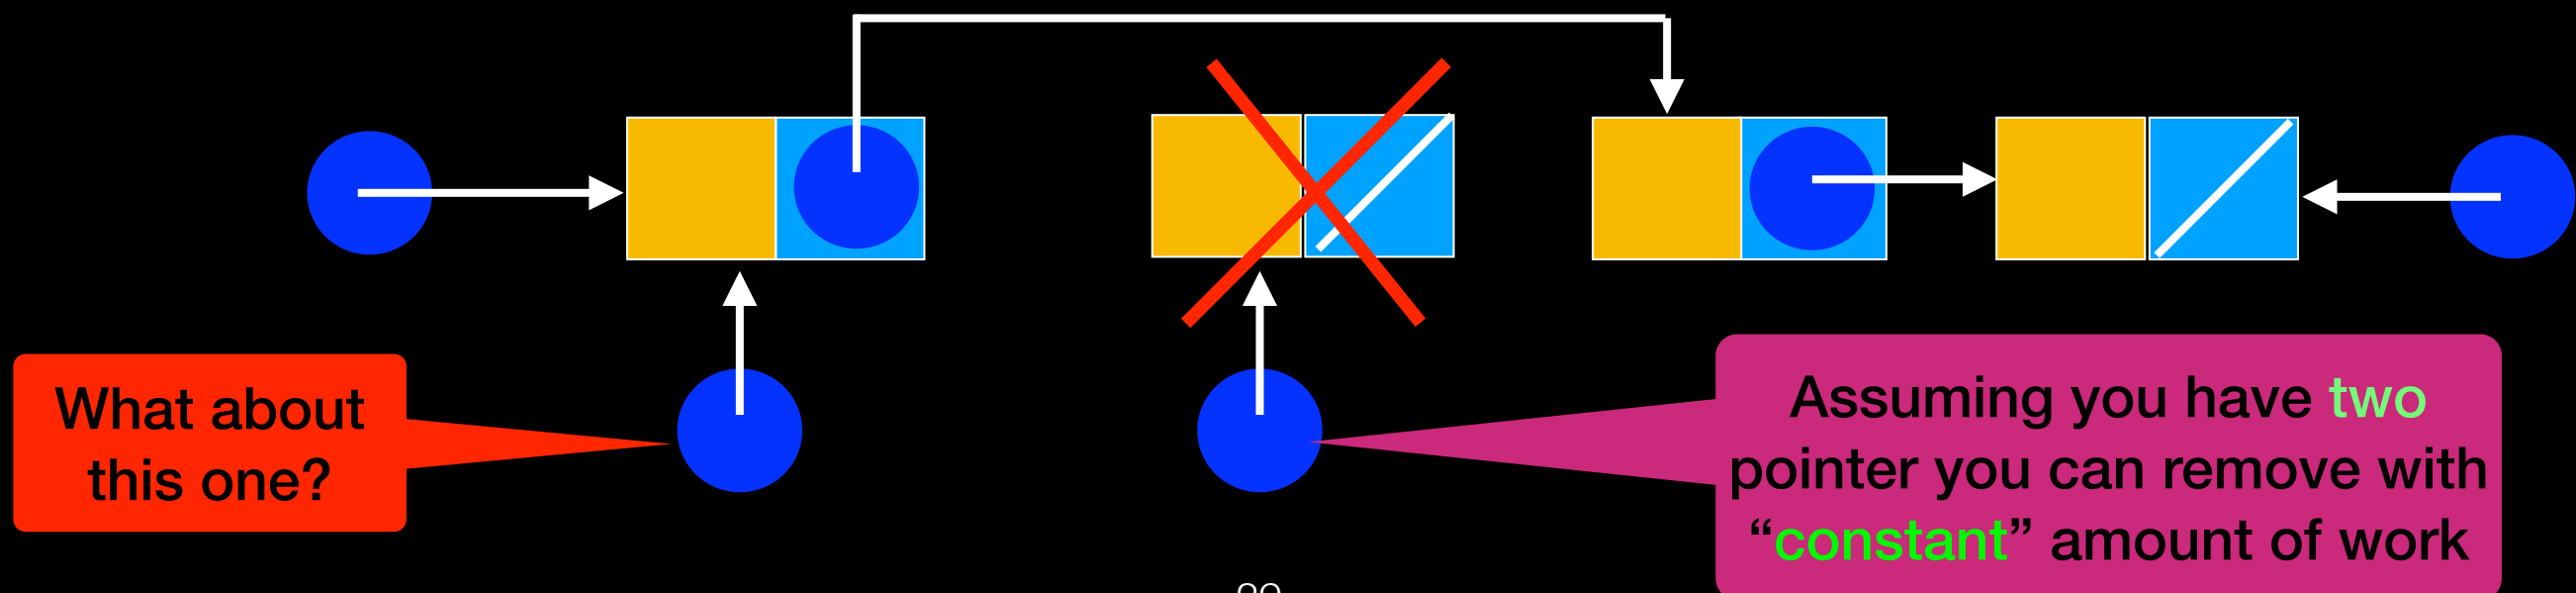 What about
this one?
Assuming you have two
pointer you can remove with
“constant” amount of work